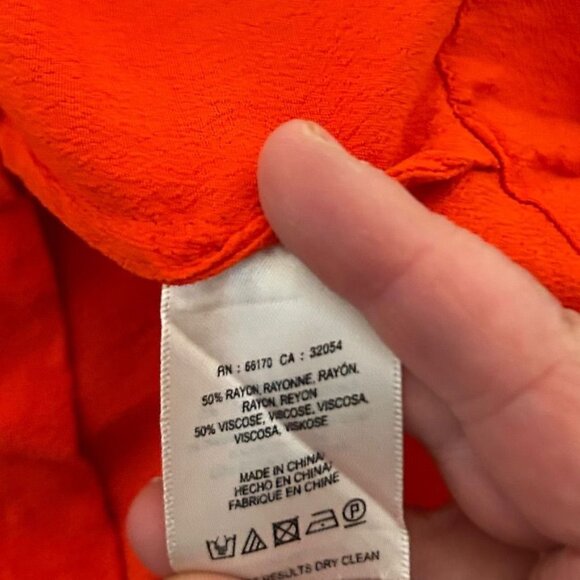 RN : 66170 CA : 32054
50% RAYON, RAYONNE, RAYÓN,
RAYON, REYON
50% VISCOSE, VISCOSE, VISCOSA,
VISCOSA, VISKOSE
MADE IN CHINA/
HECHO EN CHINA/
FABRIQUE EN CHINE
P
RESULTS DRY CLEAN